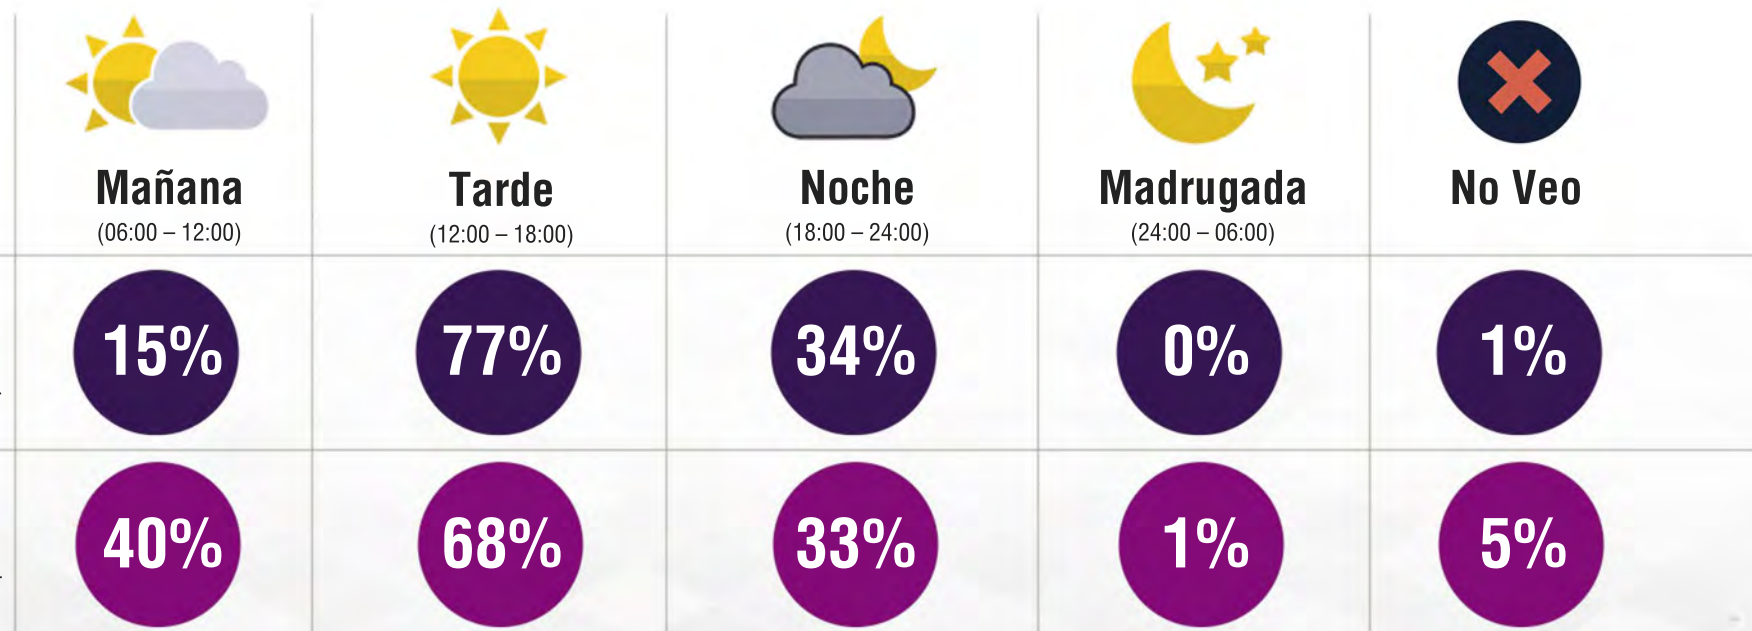 Mañana
(06:00 – 12:00)
Tarde
(12:00 – 18:00)
Noche
(18:00 – 24:00)
Madrugada
(24:00 – 06:00)
No Veo
15% 77% 34% 0% 1%
40% 68% 33% 1% 5%